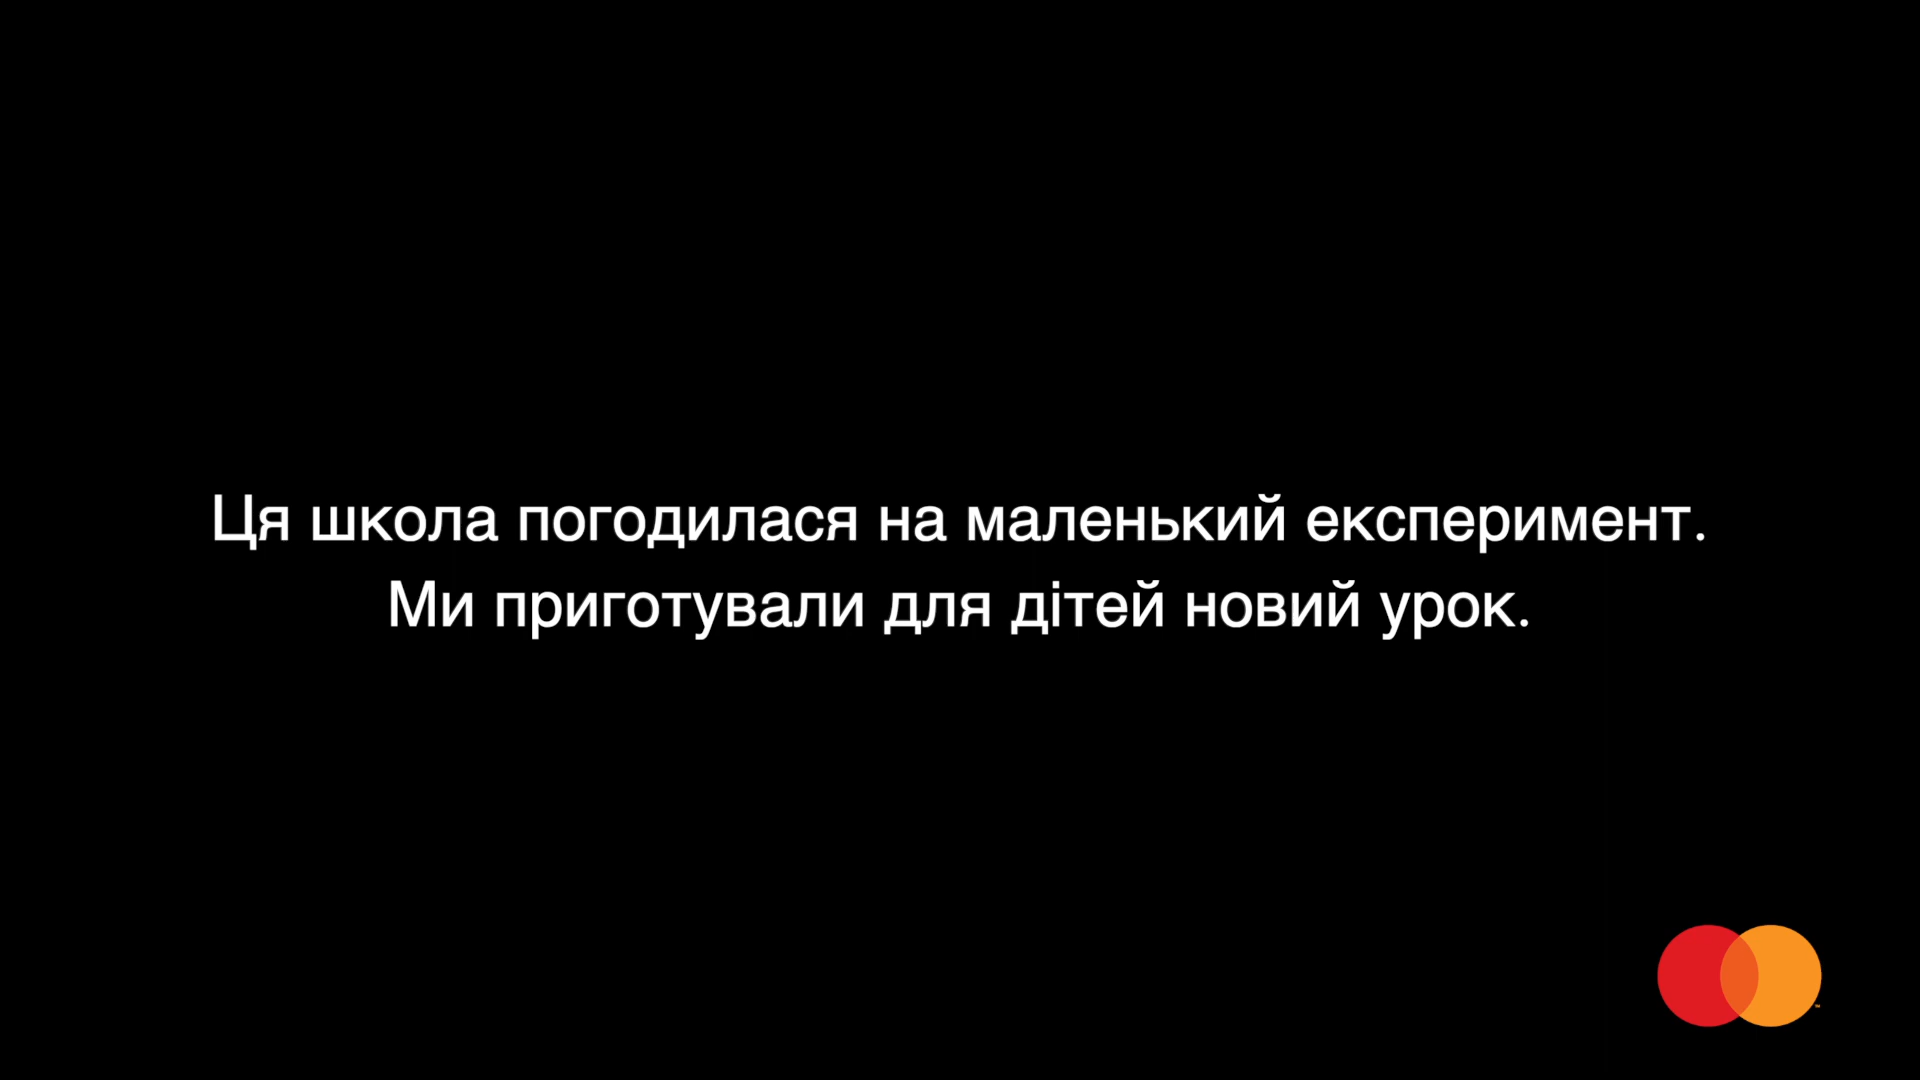 Ця школа погодилася на маленький експеримент.
Ми приготували для дітей новий урок.